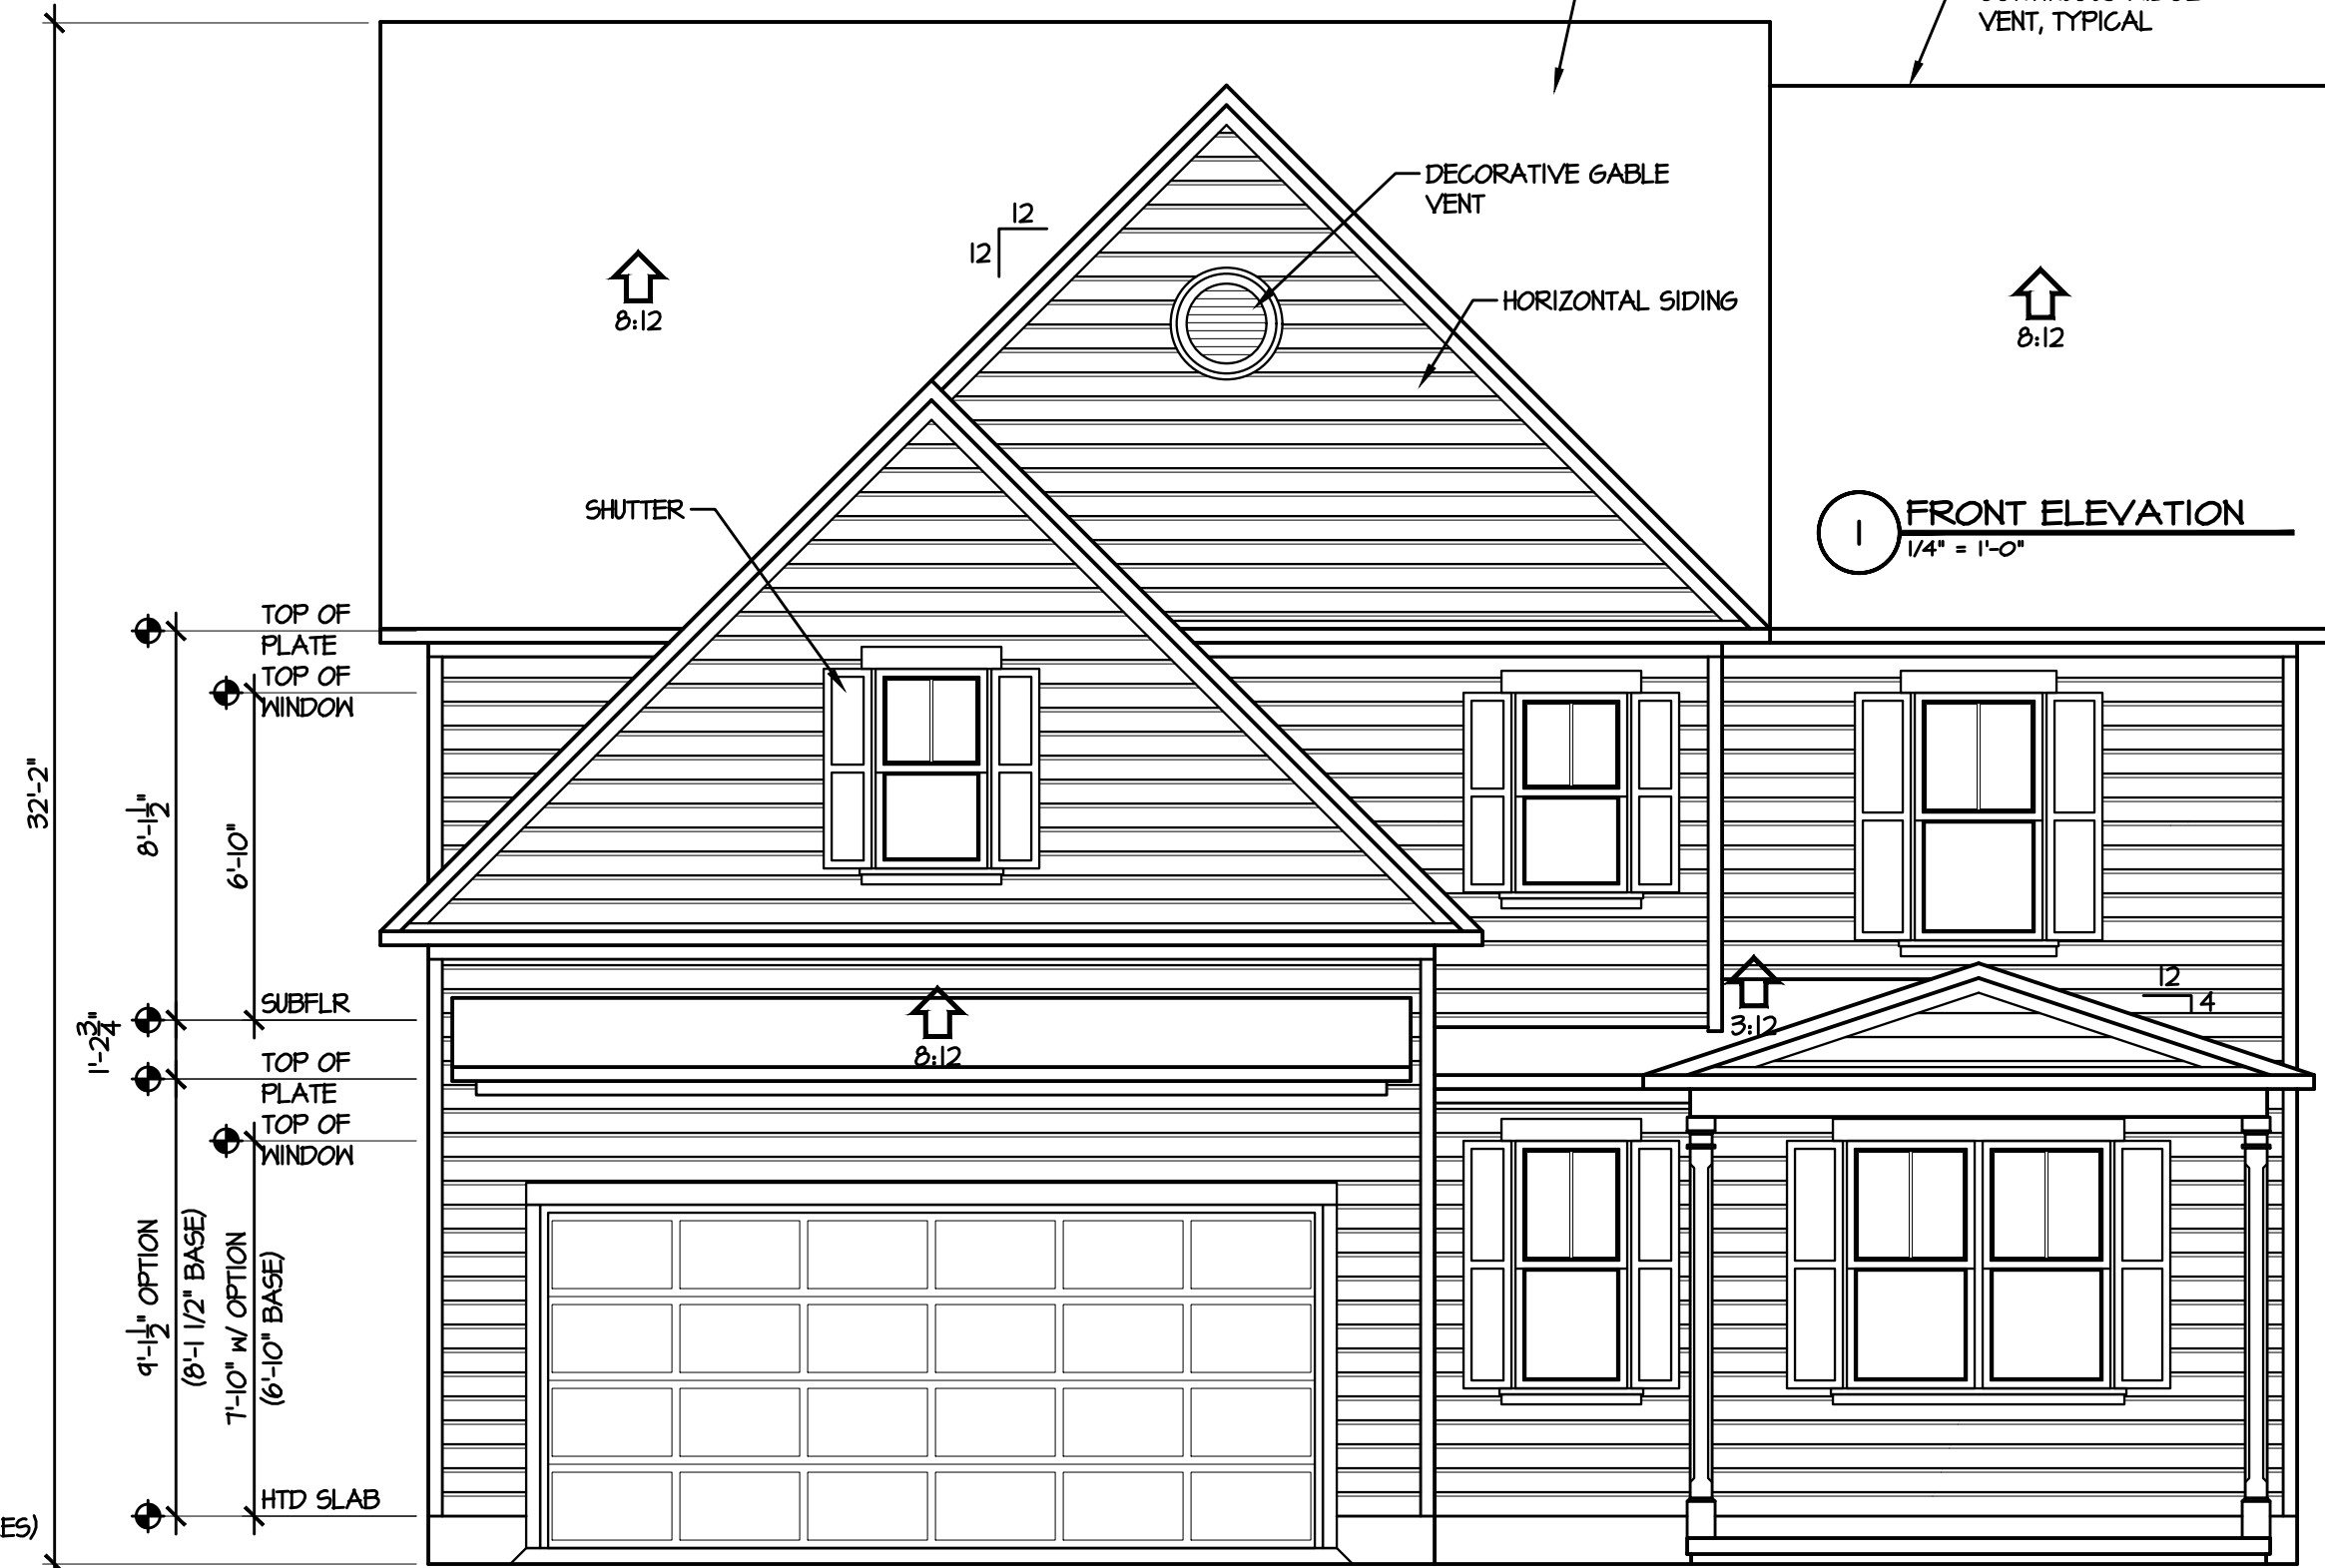 VENT, TYPICAL
DECORATIVE GABLE
VENT
12
12
HORIZONTAL SIDING
8:12
8:12
SHUTTER
1
FRONT ELEVATION
1/4" = 1'-0"
TOP OF
PLATE
TOP OF
WINDOW
32'-2"
8'-1 1/2"
6'-10"
SUBFLR
1'-2 3/4"
TOP OF
PLATE
TOP OF
WINDOW
8:12
3:12
12
4
9'-1 1/2" OPTION
(8'-1 1/2" BASE)
7'-10" W/ OPTION
(6'-10" BASE)
HTD SLAB
ES)